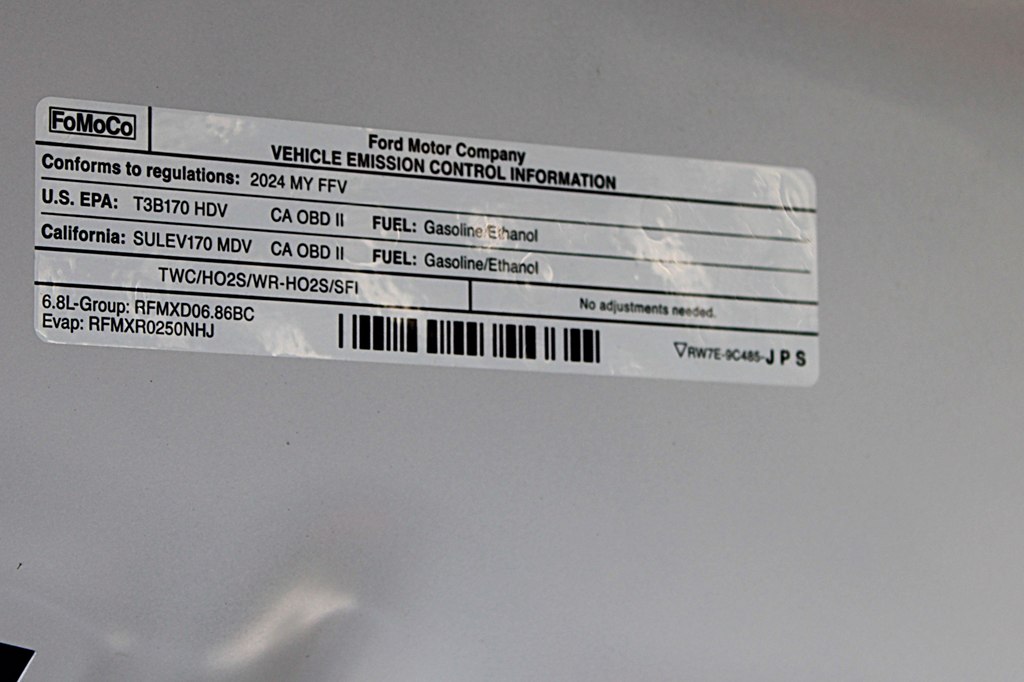 FoMoCo
Ford Motor Company
VEHICLE EMISSION CONTROL INFORMATION
Conforms to regulations: 2024 MY FFV
U.S. EPA: T3B170 HDV CA OBD II FUEL: Gasoline/Ethanol
California: SULEV170 MDV CA OBD II FUEL: Gasoline/Ethanol
TWC/HO2S/WR-HO2S/SFI
No adjustments needed.
6.8L-Group: RFMXD06.86BC
Evap: RFMXR0250NHJ
RW7E-9C485-J P S